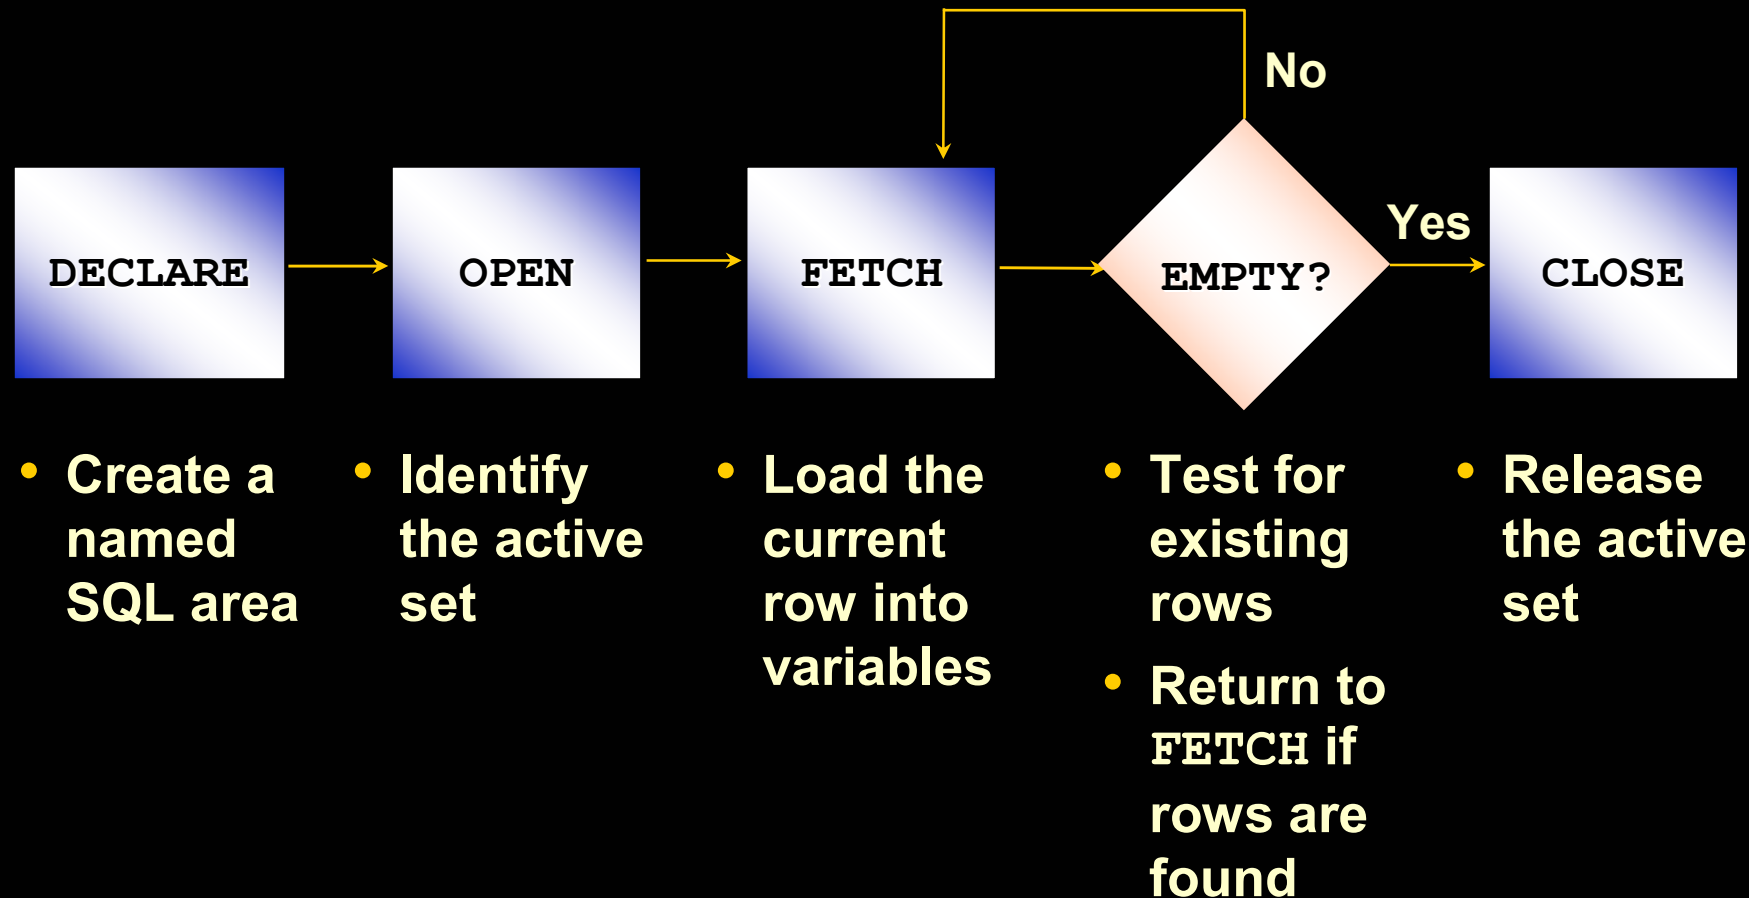 No
Yes
DECLARE
OPEN
FETCH
EMPTY?
CLOSE
• Create a
named
SQL area
• Identify
the active
set
• Load the
current
row into
variables
• Test for
existing
rows
• Return to
FETCH if
rows are
found
• Release
the active
set